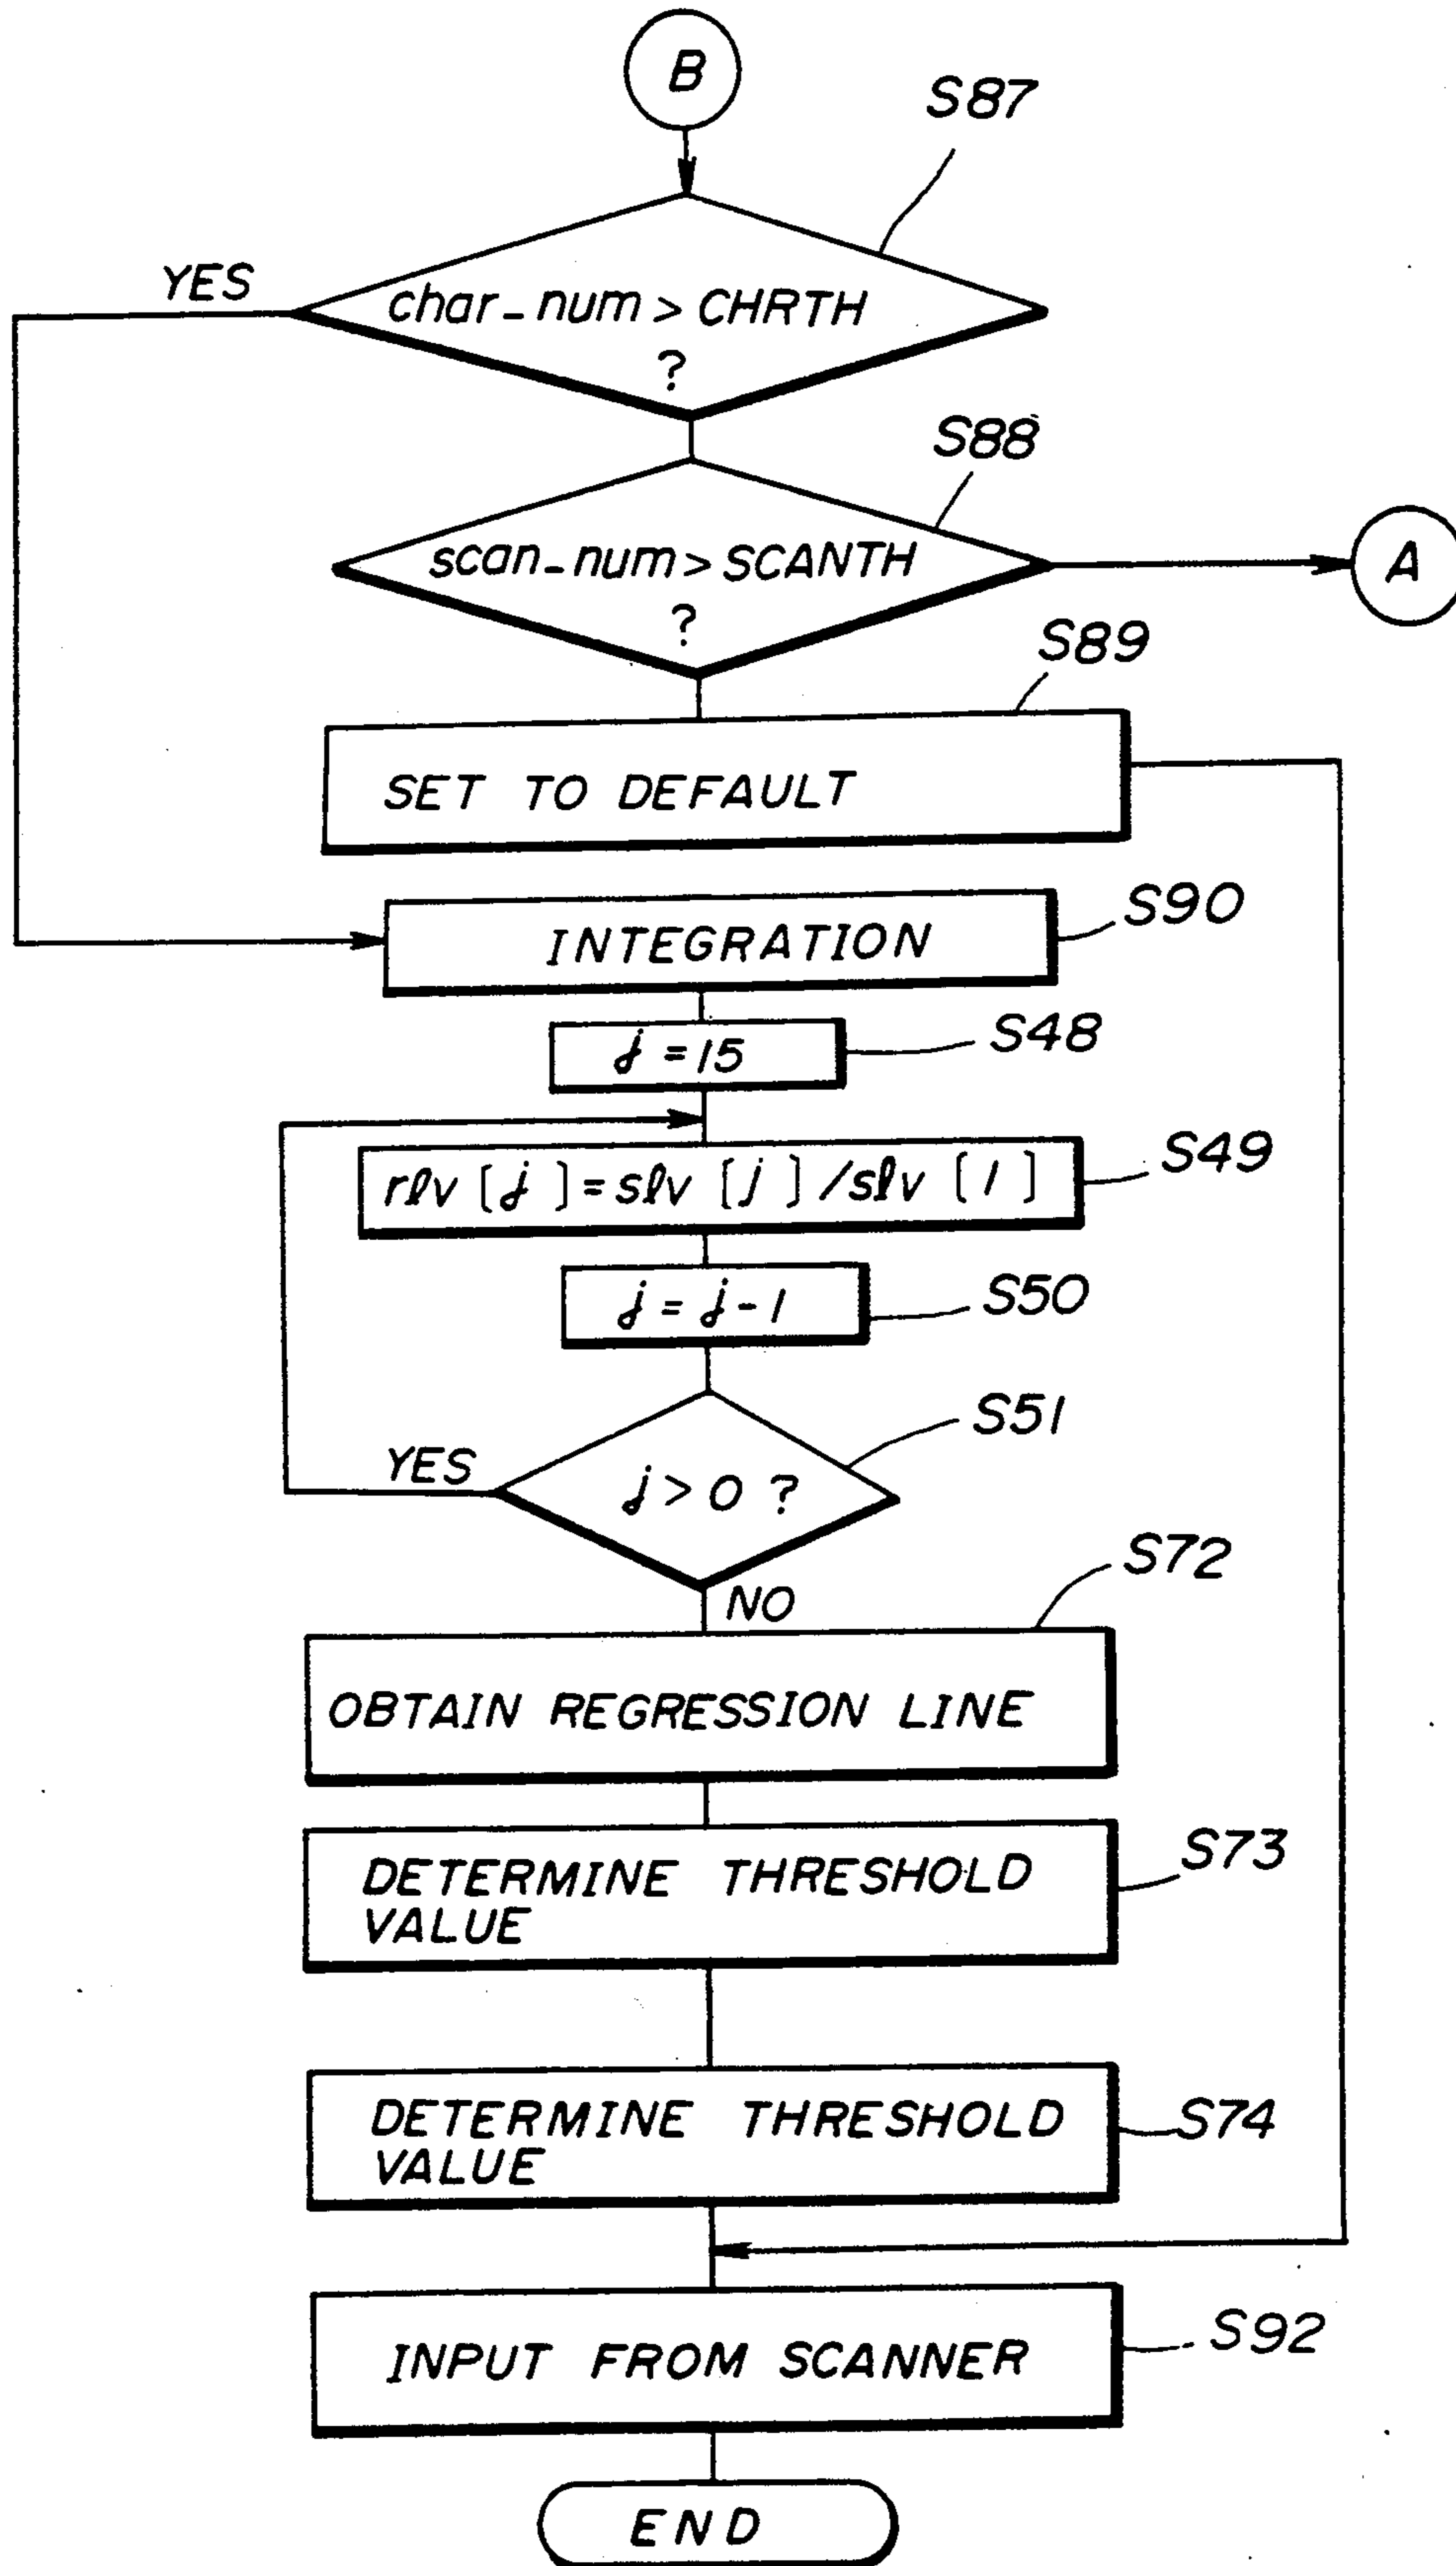 B
S87
YES
char_num > CHRTH
?
S88
scan_num > SCANTH
?
A
S89
SET TO DEFAULT
S90
INTEGRATION
S48
j = 15
S49
rlv [j] = slv [j] / slv [1]
S50
j = j - 1
S51
YES
j > 0 ?
NO
S72
OBTAIN REGRESSION LINE
S73
DETERMINE THRESHOLD
VALUE
S74
DETERMINE THRESHOLD
VALUE
S92
INPUT FROM SCANNER
END